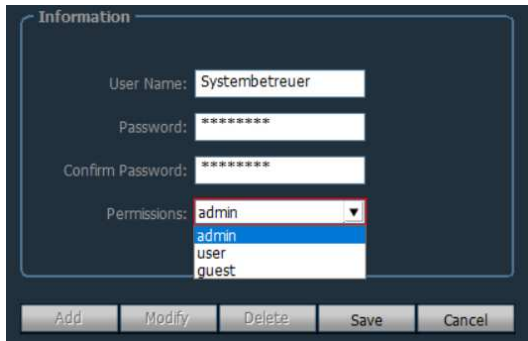 Information
User Name: Systembetreuer
Password: ********
Confirm Password: ********
Permissions: admin
admin
user
guest
Add Modify Delete Save Cancel